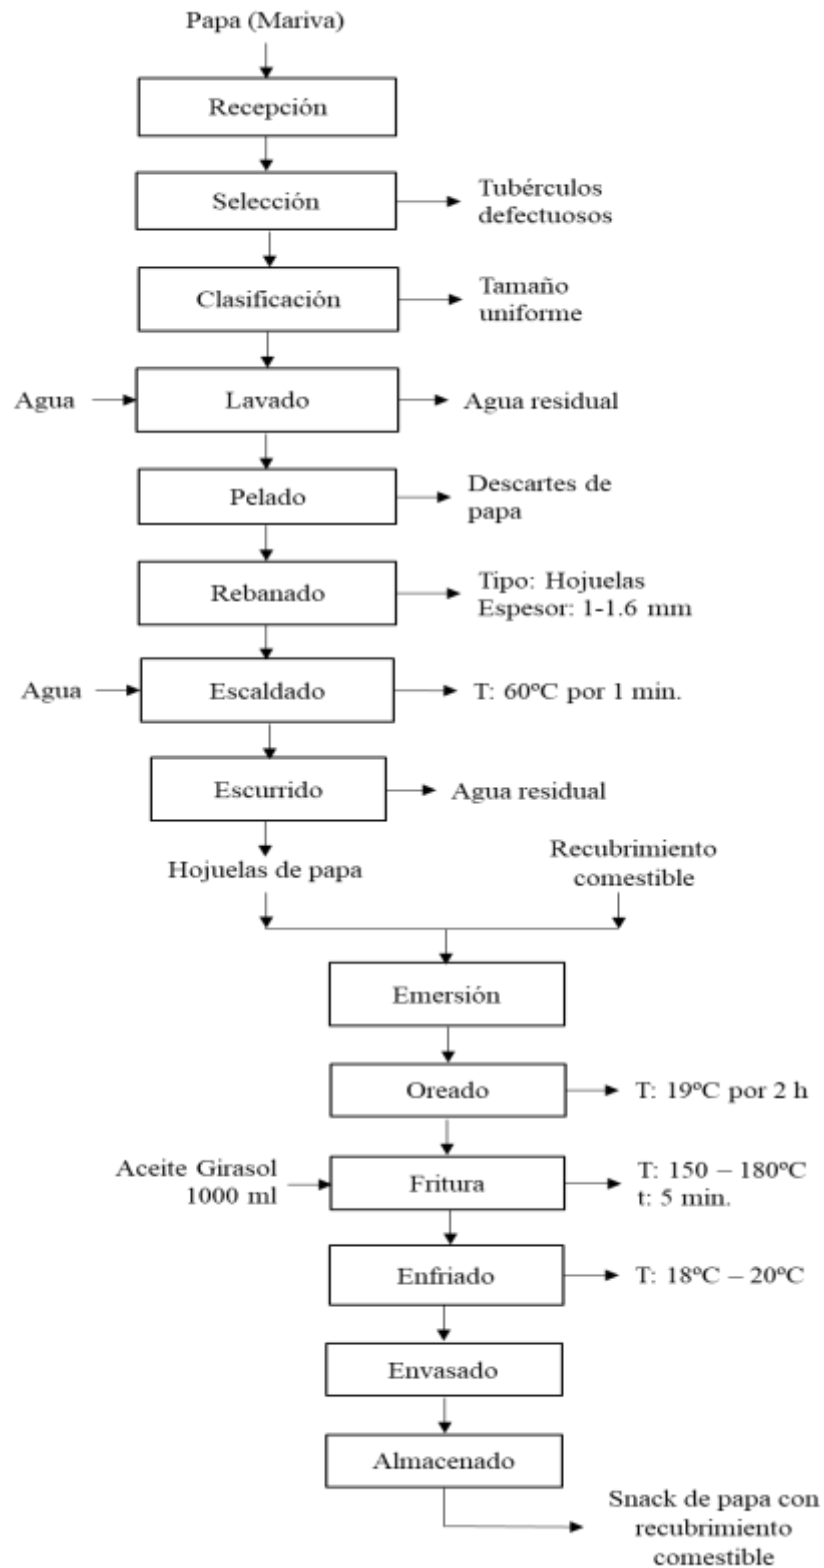 Papa (Mariva)
Recepción
Selección
Tubérculos
defectuosos
Clasificación
Tamaño
uniforme
Agua
Lavado
Agua residual
Pelado
Descartes de
papa
Rebanado
Tipo: Hojuelas
Espesor: 1-1.6 mm
Agua
Escaldado
T: 60ºC por 1 min.
Escurrido
Agua residual
Hojuelas de papa
Recubrimiento
comestible
Emersión
Oreado
T: 19ºC por 2 h
Aceite Girasol
1000 ml
Fritura
T: 150 – 180ºC
t: 5 min.
Enfriado
T: 18ºC – 20ºC
Envasado
Almacenado
Snack de papa con
recubrimiento
comestible